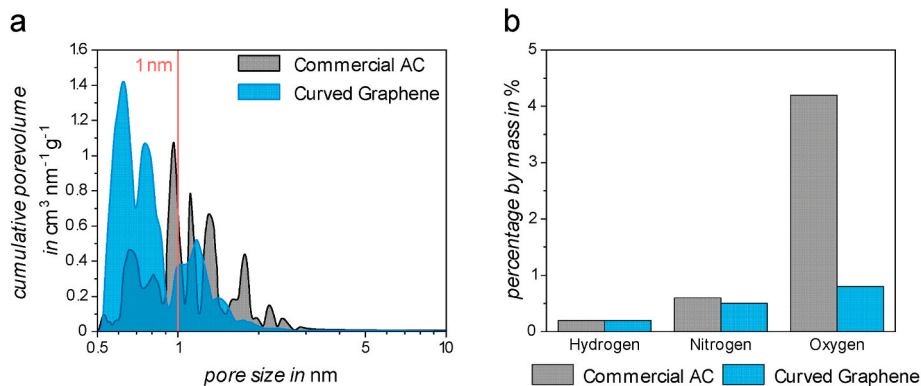 a
cumulative porevolume
in cm³ nm⁻¹ g⁻¹
1.6
1.4
1.2
1.0
0.8
0.6
0.4
0.2
0
1 nm
Commercial AC
Curved Graphene
0.5
1
5
10
pore size in nm
b
percentage by mass in %
5
4
3
2
1
0
Hydrogen
Nitrogen
Oxygen
Commercial AC
Curved Graphene